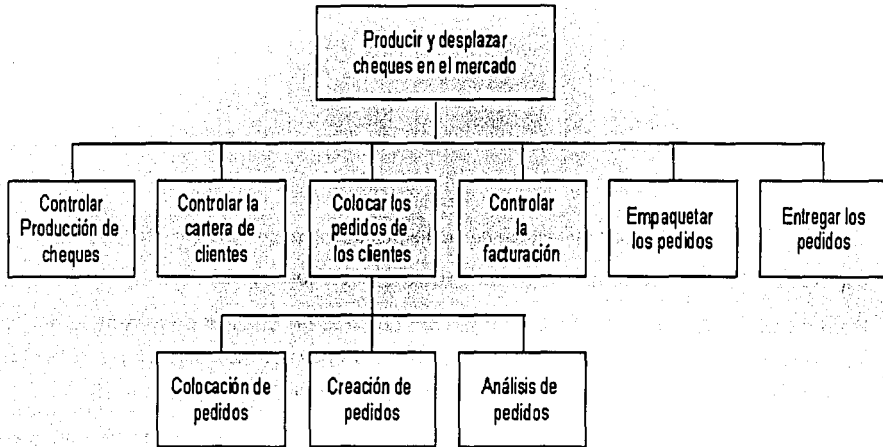 Producir y desplazar
cheques en el mercado
Controlar
Producción de
cheques
Controlar la
cartera de
clientes
Colocar los
pedidos de
los clientes
Controlar
la
facturación
Empaquetar
los pedidos
Entregar los
pedidos
Colocación de
pedidos
Creación de
pedidos
Análisis de
pedidos